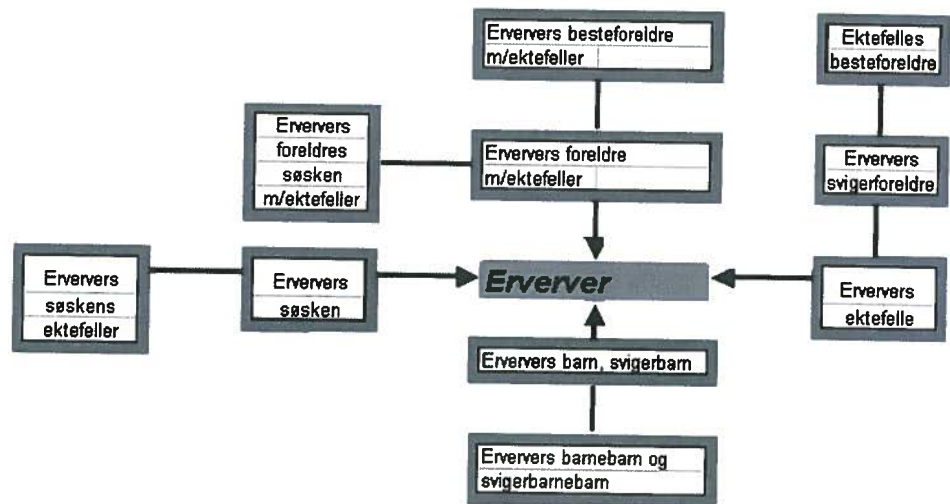 Erververs besteforeldre
m/ektefeller
Ektefelles
besteforeldre
Erververs
foreldres
søsken
m/ektefeller
Erververs foreldre
m/ektefeller
Erververs
svigerforeldre
Erververs
søskens
ektefeller
Erververs
søsken
Erverver
Erververs
ektefelle
Erververs barn, svigerbarn
Erververs barnebarn og
svigerbarnebarn